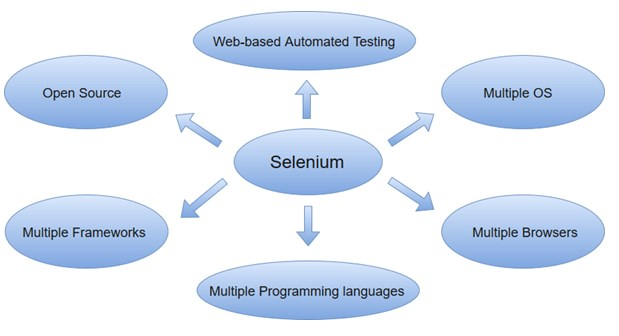 Web-based Automated Testing
Open Source
Multiple OS
Selenium
Multiple Frameworks
Multiple Browsers
Multiple Programming languages